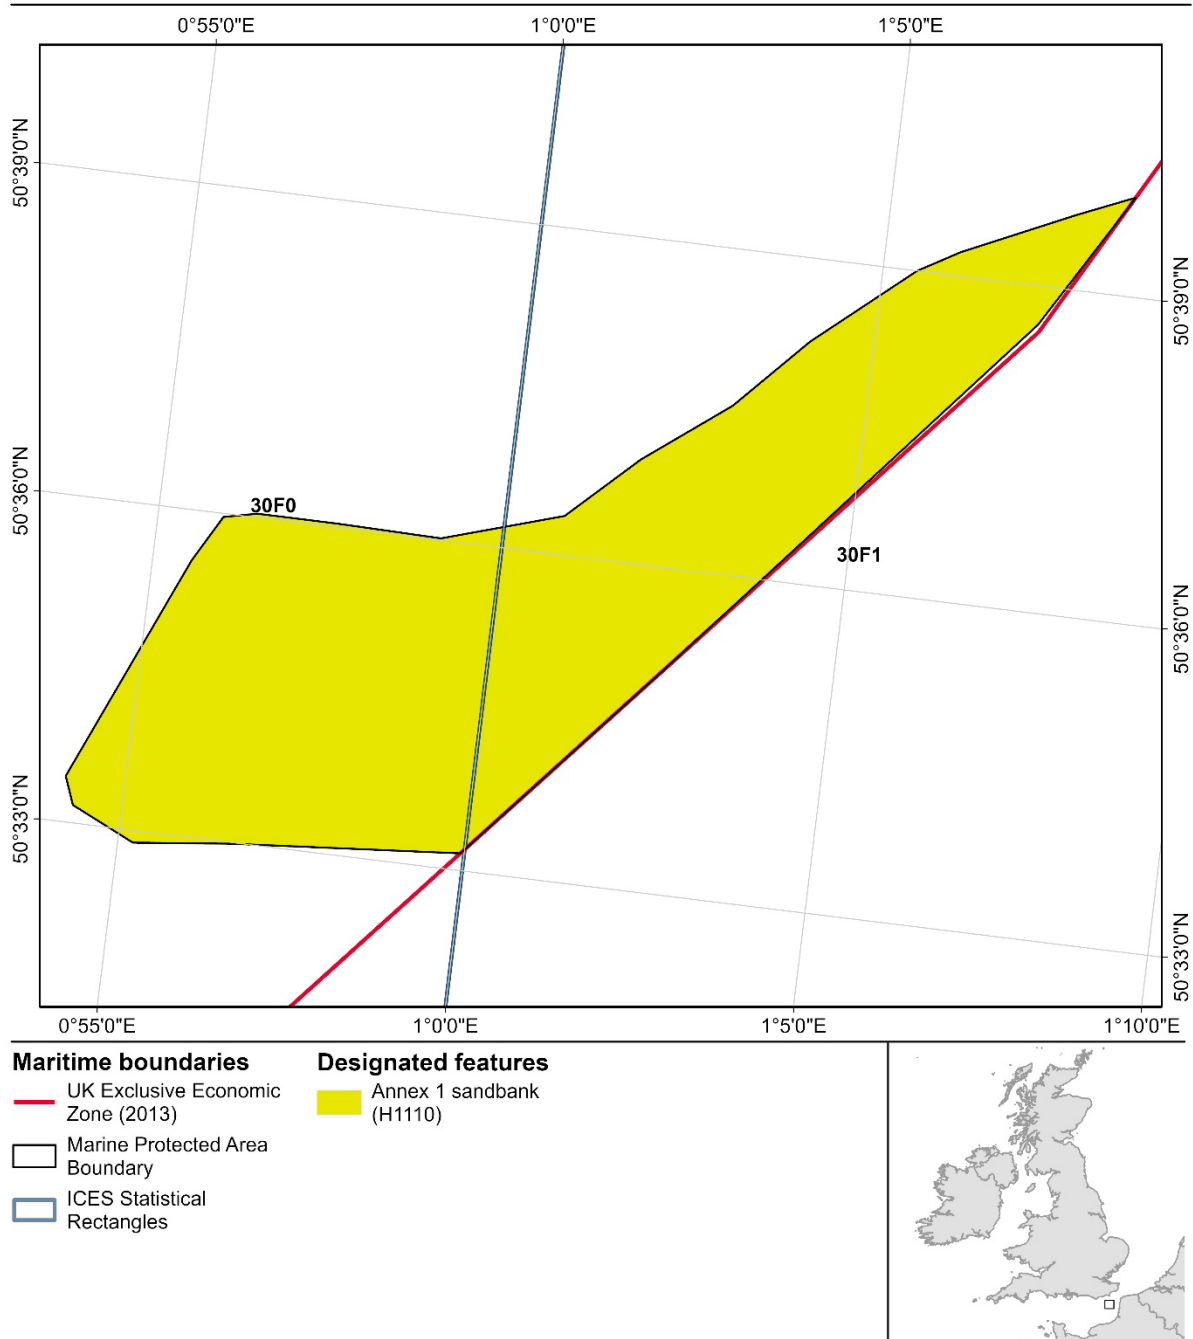 0°55'0"E 1°0'0"E 1°5'0"E
50°39'0"N
50°39'0"N
50°36'0"N
30F0
30F1
50°36'0"N
50°33'0"N
50°33'0"N
0°55'0"E 1°0'0"E 1°5'0"E 1°10'0"E
Maritime boundaries
UK Exclusive Economic
Zone (2013)
Marine Protected Area
Boundary
ICES Statistical
Rectangles
Designated features
Annex 1 sandbank
(H1110)